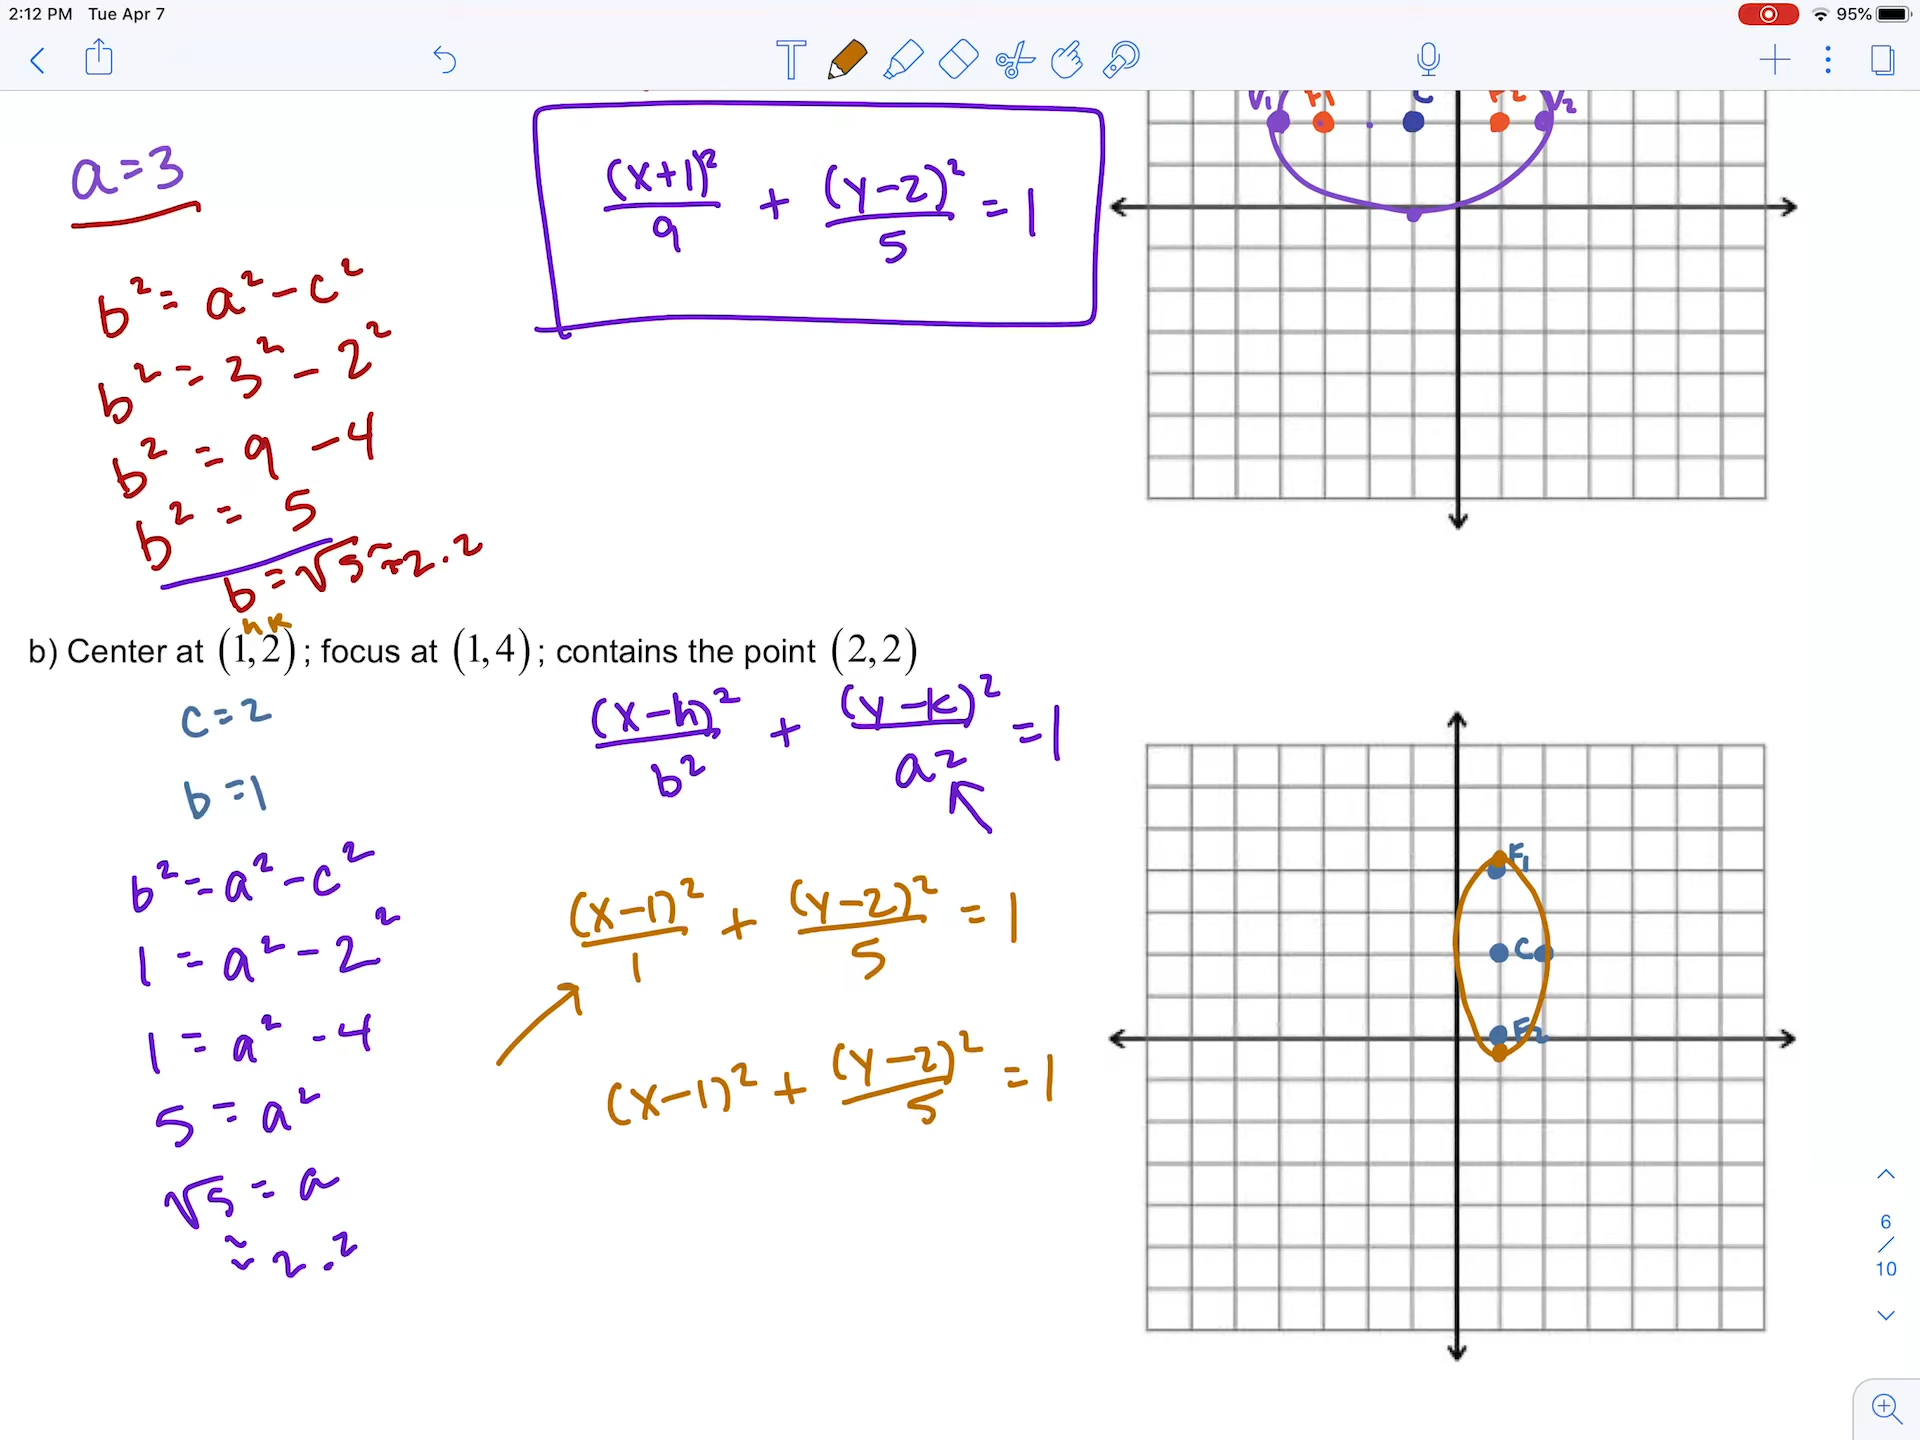 2:12 PM Tue Apr 7
95%
V₁ F₁ C F₂ V₂
a=3
(x+1)²/9 + (y-2)²/5 = 1
b² = a² - c²
b² = 3² - 2²
b² = 9 - 4
b² = 5
b = √5 ≈ 2.2
h k
b) Center at (1,2); focus at (1,4); contains the point (2,2)
c=2
b=1
b² = a² - c²
1 = a² - 2²
1 = a² - 4
5 = a²
√5 = a
≈ 2.2
(x-h)²/b² + (y-k)²/a² = 1
(x-1)²/1 + (y-2)²/5 = 1
(x-1)² + (y-2)²/5 = 1
F₁
C
F₂
6
/
10